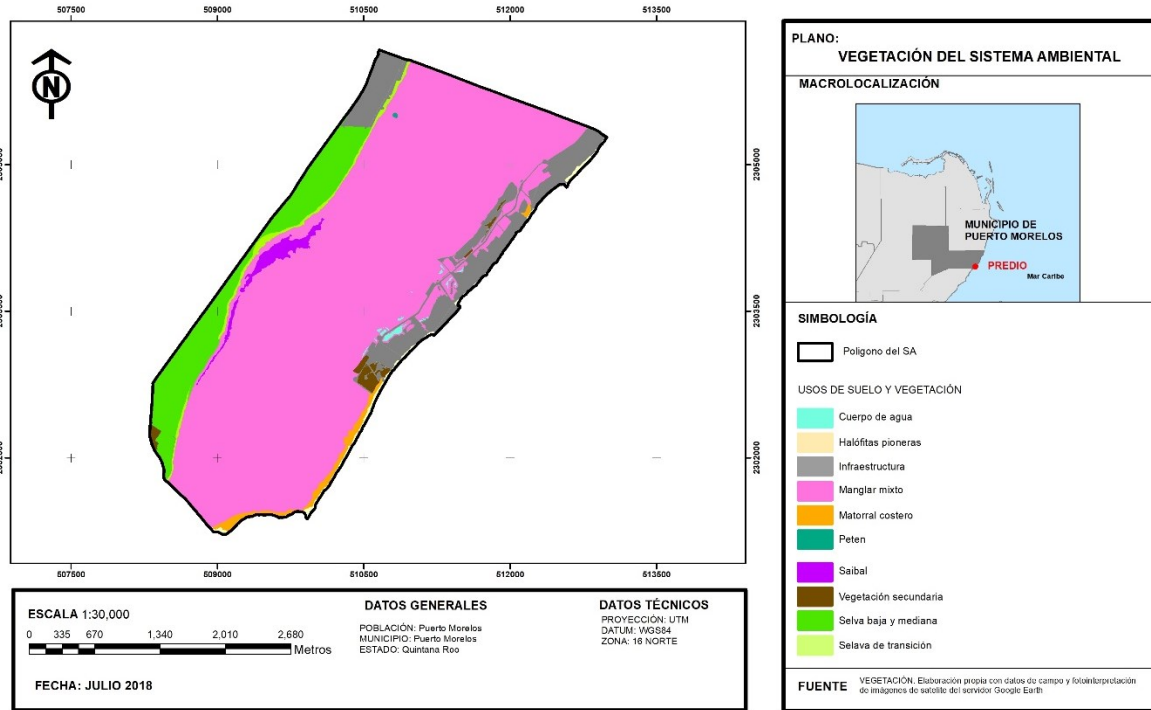 507500 509000 510500 512000 513500
N
2305000 2305000
2303500 2303500
2302000 2302000
507500 509000 510500 512000 513500
ESCALA 1:30,000
0 335 670 1,340 2,010 2,680
Metros
FECHA: JULIO 2018
DATOS GENERALES
POBLACIÓN: Puerto Morelos
MUNICIPIO: Puerto Morelos
ESTADO: Quintana Roo
DATOS TÉCNICOS
PROYECCIÓN: UTM
DATUM: WGS84
ZONA: 16 NORTE
PLANO:
VEGETACIÓN DEL SISTEMA AMBIENTAL
MACROLOCALIZACIÓN
MUNICIPIO DE
PUERTO MORELOS
PREDIO
Mar Caribe
SIMBOLOGÍA
Poligono del SA
USOS DE SUELO Y VEGETACIÓN
Cuerpo de agua
Halófitas pioneras
Infraestructura
Manglar mixto
Matorral costero
Peten
Saibal
Vegetación secundaria
Selva baja y mediana
Selava de transición
FUENTE
VEGETACIÓN. Elaboración propia con datos de campo y fotointerpretación
de imágenes de satelite del servidor Google Earth